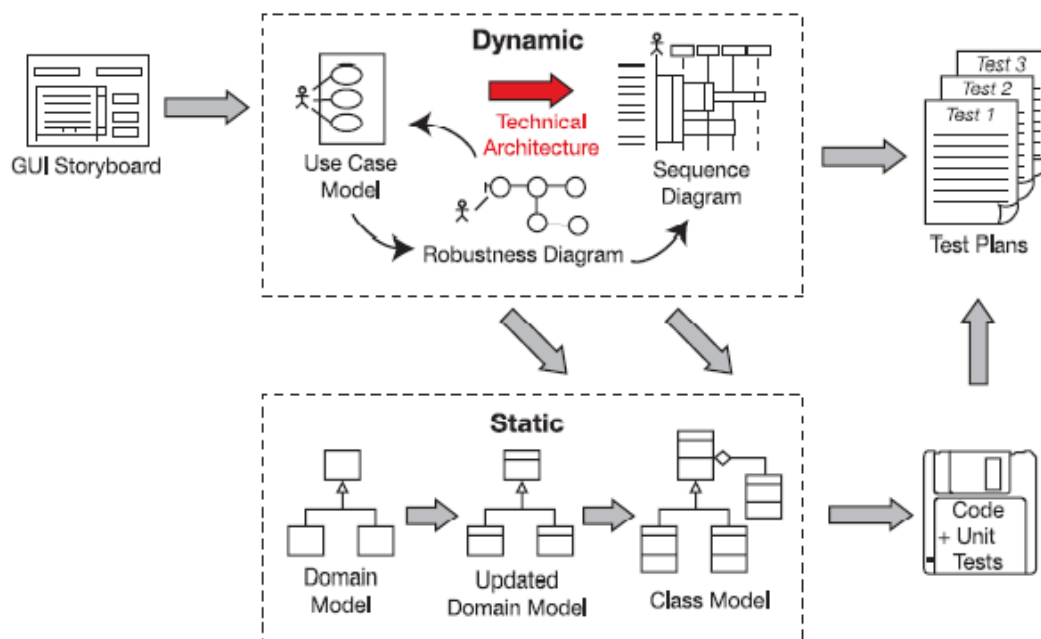 Dynamic
GUI Storyboard
Use Case
Model
Technical
Architecture
Sequence
Diagram
Robustness Diagram
Test 3
Test 2
Test 1
Test Plans
Static
Domain
Model
Updated
Domain Model
Class Model
Code
+ Unit
Tests